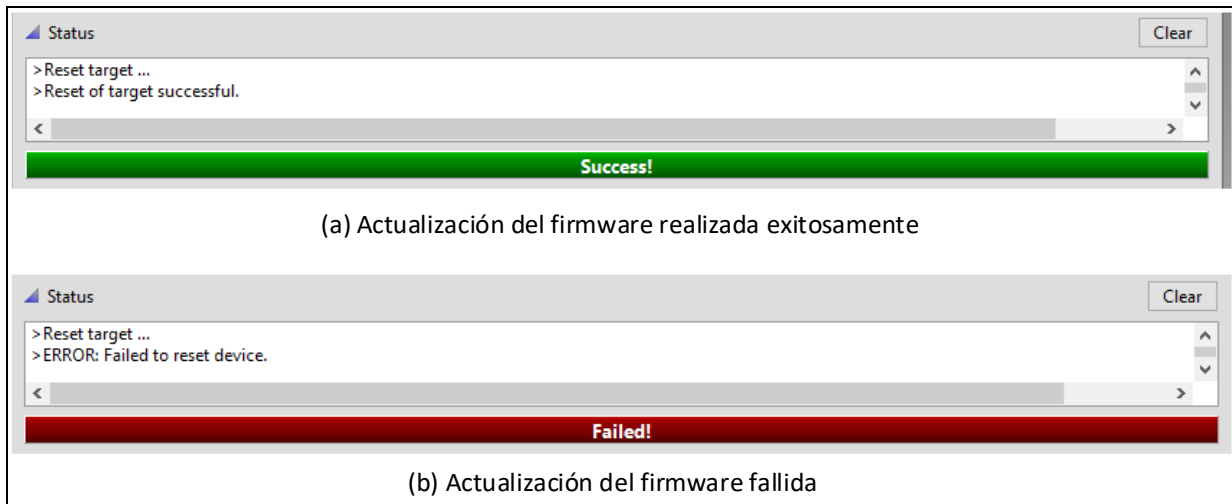 Status
Clear
>Reset target ...
>Reset of target successful.
Success!
(a) Actualización del firmware realizada exitosamente
Status
Clear
>Reset target ...
>ERROR: Failed to reset device.
Failed!
(b) Actualización del firmware fallida